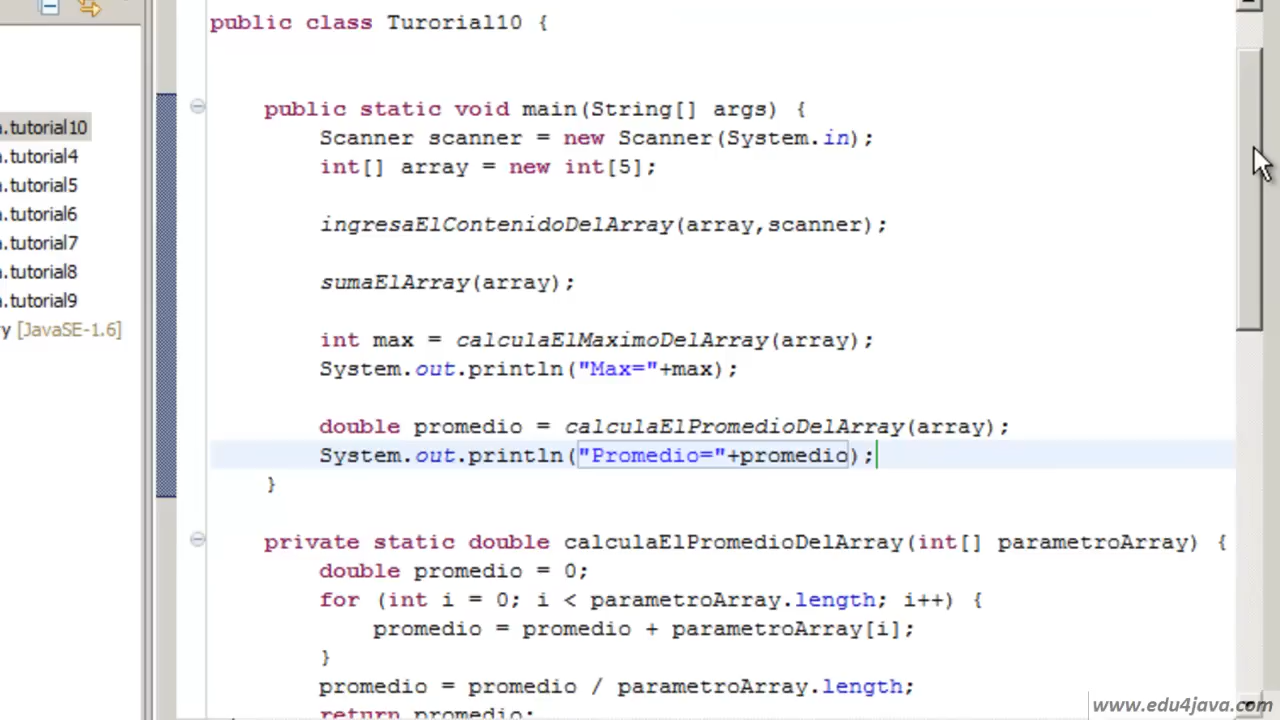 public class Turorial10 {
public static void main(String[] args) {
Scanner scanner = new Scanner(System.in);
int[] array = new int[5];
ingresaElContenidoDelArray(array,scanner);
sumaElArray(array);
int max = calculaElMaximoDelArray(array);
System.out.println("Max="+max);
double promedio = calculaElPromedioDelArray(array);
System.out.println("Promedio="+promedio);
}
private static double calculaElPromedioDelArray(int[] parametroArray) {
double promedio = 0;
for (int i = 0; i < parametroArray.length; i++) {
promedio = promedio + parametroArray[i];
}
promedio = promedio / parametroArray.length;
return promedio;
a.tutorial10
a.tutorial4
a.tutorial5
a.tutorial6
a.tutorial7
a.tutorial8
a.tutorial9
ry [JavaSE-1.6]
www.edu4java.com